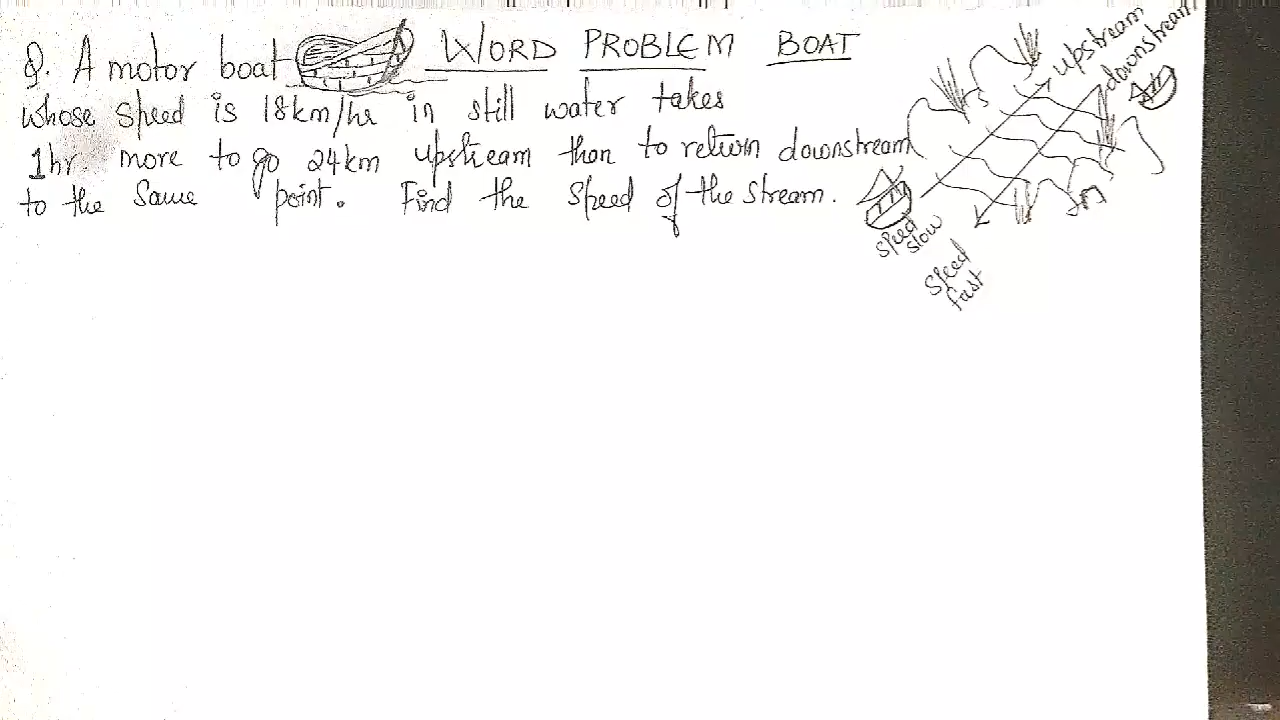 Q. A motor boat WORD PROBLEM BOAT
whose speed is 18km/hr in still water takes
1hr more to go 24km upstream than to return downstream
to the same point. Find the speed of the stream.
upstream
downstream
speed
slow
speed
fast